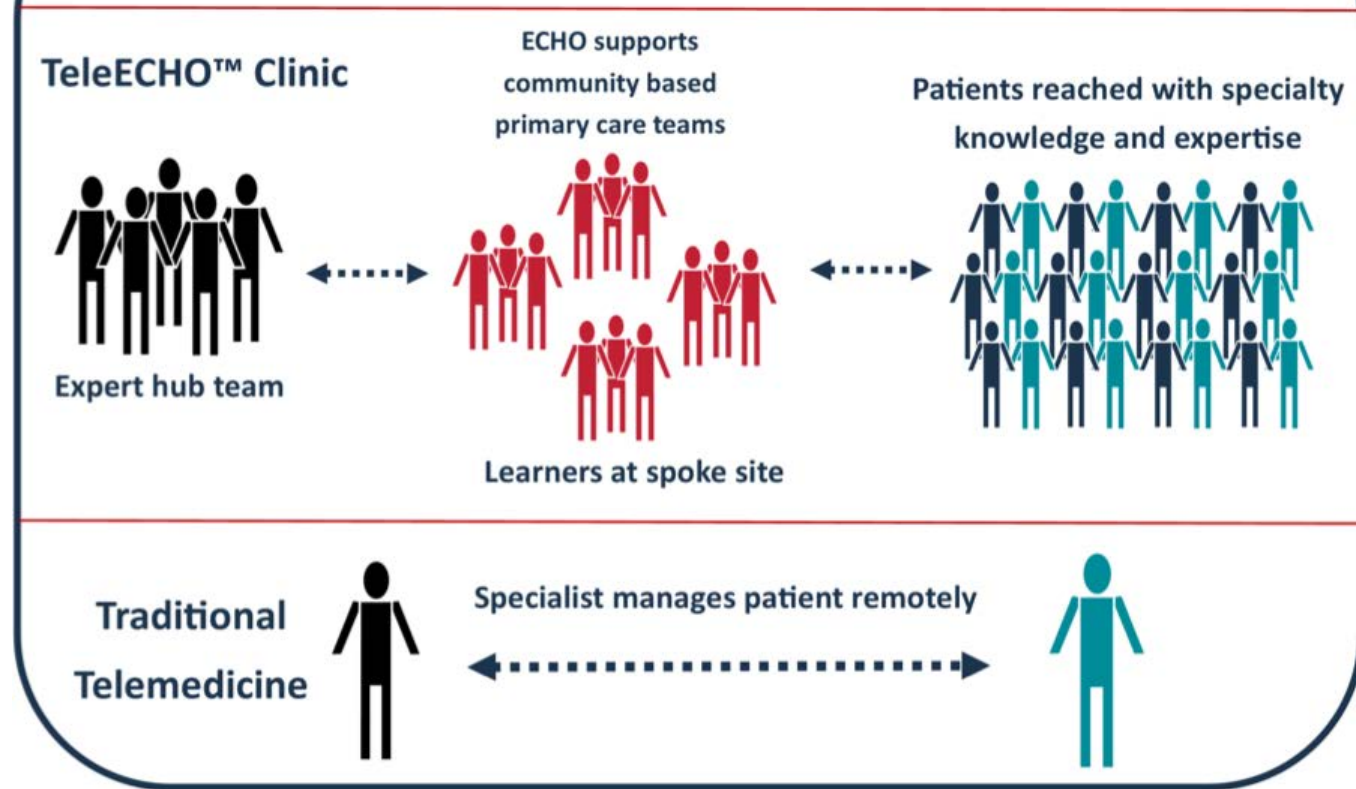 TeleECHO™ Clinic
ECHO supports
community based
primary care teams
Patients reached with specialty
knowledge and expertise
Expert hub team
Learners at spoke site
Traditional
Telemedicine
Specialist manages patient remotely